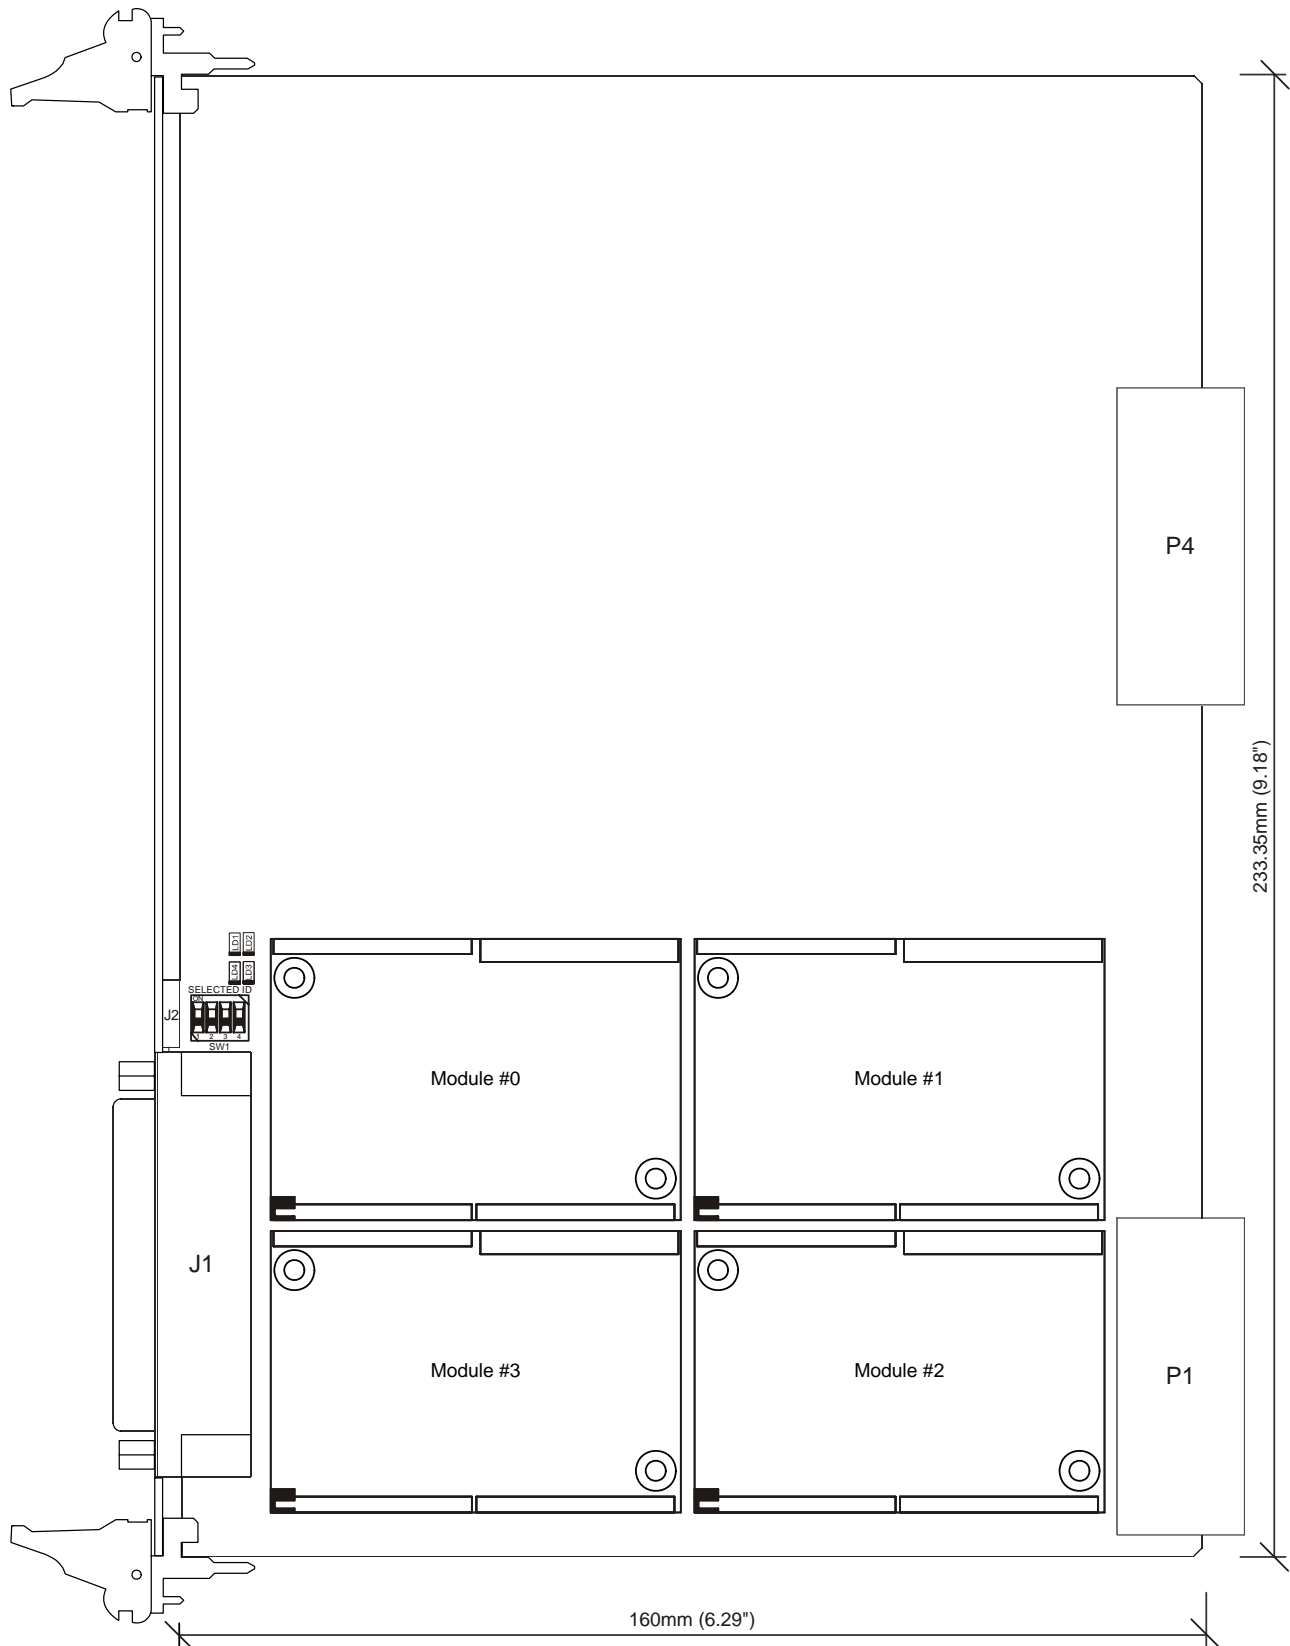 P4
233.35mm (9.18")
LD1
LD2
LD4
LD3
SELECTED ID
ON
1 2 3 4
SW1
J2
Module #0
Module #1
J1
Module #3
Module #2
P1
160mm (6.29")